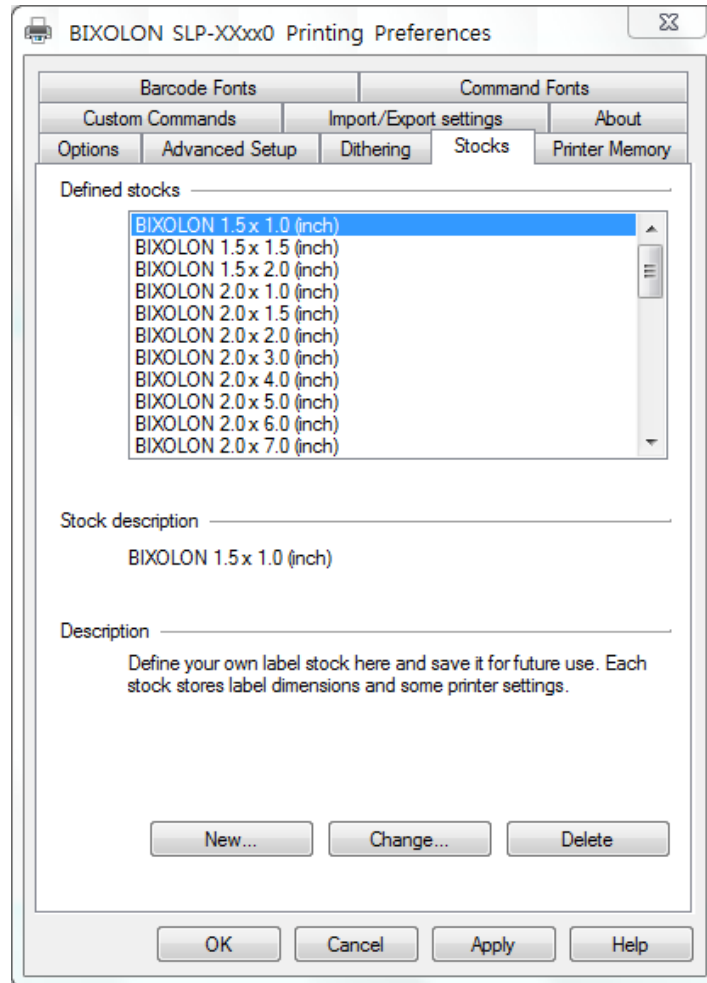 BIXOLON SLP-XXxx0 Printing Preferences
Barcode Fonts Command Fonts
Custom Commands Import/Export settings About
Options Advanced Setup Dithering Stocks Printer Memory
Defined stocks
BIXOLON 1.5 x 1.0 (inch)
BIXOLON 1.5 x 1.5 (inch)
BIXOLON 1.5 x 2.0 (inch)
BIXOLON 2.0 x 1.0 (inch)
BIXOLON 2.0 x 1.5 (inch)
BIXOLON 2.0 x 2.0 (inch)
BIXOLON 2.0 x 3.0 (inch)
BIXOLON 2.0 x 4.0 (inch)
BIXOLON 2.0 x 5.0 (inch)
BIXOLON 2.0 x 6.0 (inch)
BIXOLON 2.0 x 7.0 (inch)
Stock description
BIXOLON 1.5 x 1.0 (inch)
Description
Define your own label stock here and save it for future use. Each
stock stores label dimensions and some printer settings.
New... Change... Delete
OK Cancel Apply Help